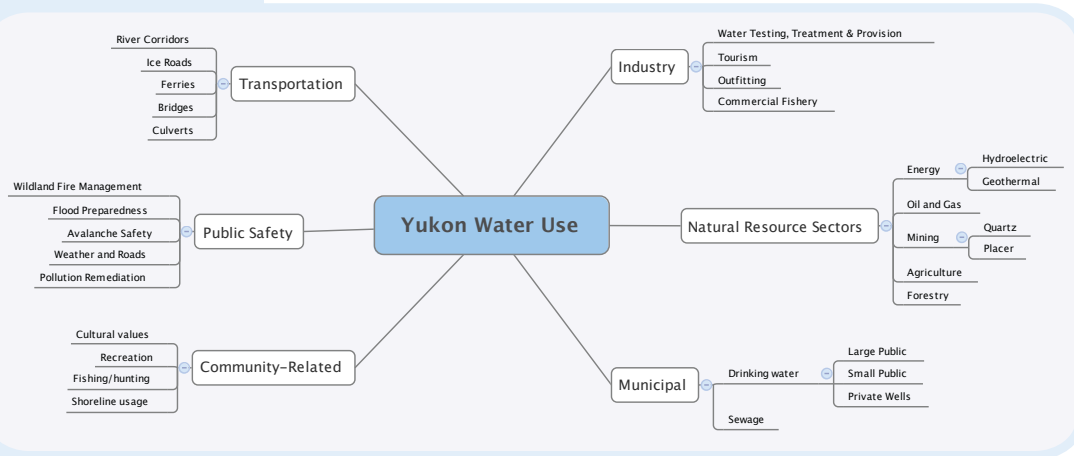 Yukon Water Use
Transportation
River Corridors
Ice Roads
Ferries
Bridges
Culverts
Public Safety
Wildland Fire Management
Flood Preparedness
Avalanche Safety
Weather and Roads
Pollution Remediation
Community-Related
Cultural values
Recreation
Fishing/hunting
Shoreline usage
Industry
Water Testing, Treatment & Provision
Tourism
Outfitting
Commercial Fishery
Natural Resource Sectors
Energy
Hydroelectric
Geothermal
Oil and Gas
Mining
Quartz
Placer
Agriculture
Forestry
Municipal
Drinking water
Large Public
Small Public
Private Wells
Sewage